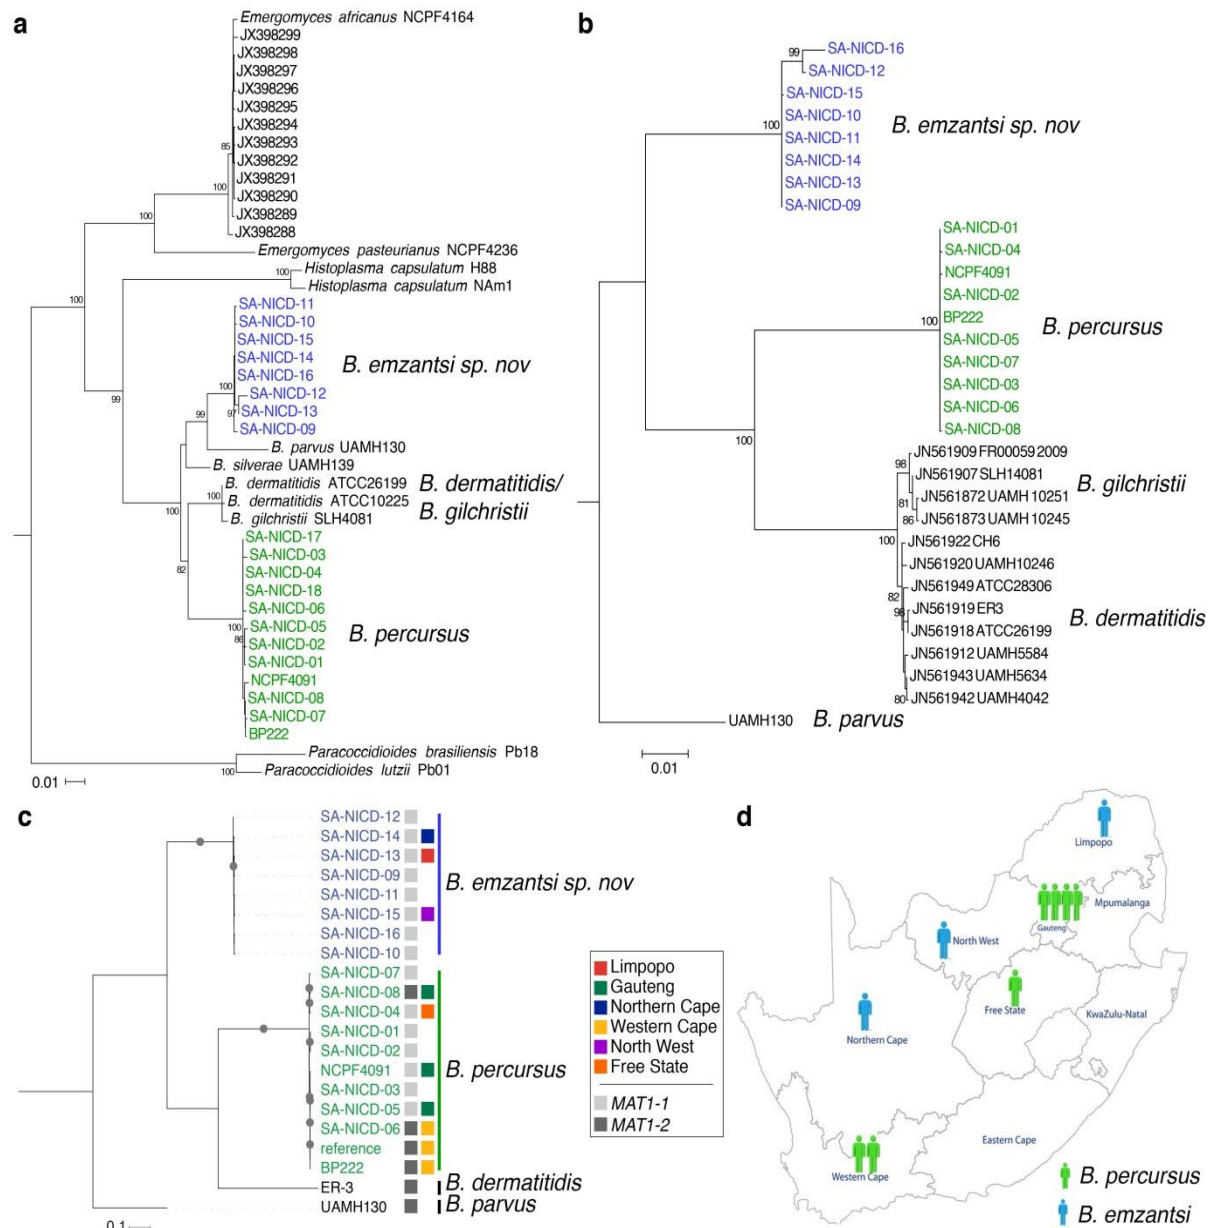 a
Emergomyces africanus NCPF4164
JX398299
JX398298
JX398297
JX398296
JX398295
JX398294
JX398293
85
JX398292
JX398291
100
JX398290
JX398289
100
JX398288
Emergomyces pasteurianus NCPF4236
100
Histoplasma capsulatum H88
100
Histoplasma capsulatum NAm1
SA-NICD-11
SA-NICD-10
SA-NICD-15
SA-NICD-14
B. emzantsi sp. nov
SA-NICD-16
100
SA-NICD-12
99
97
SA-NICD-13
99
SA-NICD-09
B. parvus UAMH130
B. silverae UAMH139
B. dermatitidis ATCC26199
B. dermatitidis/
100
B. dermatitidis ATCC10225
B. gilchristii
100
B. gilchristii SLH4081
SA-NICD-17
82
SA-NICD-03
SA-NICD-04
SA-NICD-18
SA-NICD-06
100
SA-NICD-05
B. percursus
86
SA-NICD-02
SA-NICD-01
NCPF4091
SA-NICD-08
SA-NICD-07
BP222
Paracoccidioides brasiliensis Pb18
100
Paracoccidioides lutzii Pb01
0.01
b
99
SA-NICD-16
SA-NICD-12
SA-NICD-15
SA-NICD-10
100
B. emzantsi sp. nov
SA-NICD-11
SA-NICD-14
SA-NICD-13
SA-NICD-09
SA-NICD-01
SA-NICD-04
NCPF4091
SA-NICD-02
100
BP222
B. percursus
SA-NICD-05
SA-NICD-07
SA-NICD-03
SA-NICD-06
100
SA-NICD-08
JN561909 FR000592009
98
JN561907 SLH14081
B. gilchristii
81
JN561872 UAMH 10251
86
JN561873 UAMH 10245
100
JN561922 CH6
JN561920 UAMH10246
82
JN561949 ATCC28306
JN561919 ER3
B. dermatitidis
JN561918 ATCC26199
JN561912 UAMH5584
JN561943 UAMH5634
80
JN561942 UAMH4042
UAMH130
B. parvus
0.01
c
SA-NICD-12
SA-NICD-14
SA-NICD-13
SA-NICD-09
B. emzantsi sp. nov
SA-NICD-11
SA-NICD-15
SA-NICD-16
SA-NICD-10
SA-NICD-07
SA-NICD-08
SA-NICD-04
SA-NICD-01
SA-NICD-02
NCPF4091
B. percursus
SA-NICD-03
SA-NICD-05
SA-NICD-06
reference
BP222
ER-3
B. dermatitidis
UAMH130
B. parvus
0.1
Limpopo
Gauteng
Northern Cape
Western Cape
North West
Free State
MAT1-1
MAT1-2
d
Limpopo
Mpumalanga
Gauteng
North West
Free State
KwaZulu-Natal
Northern Cape
Eastern Cape
Western Cape
B. percursus
B. emzantsi